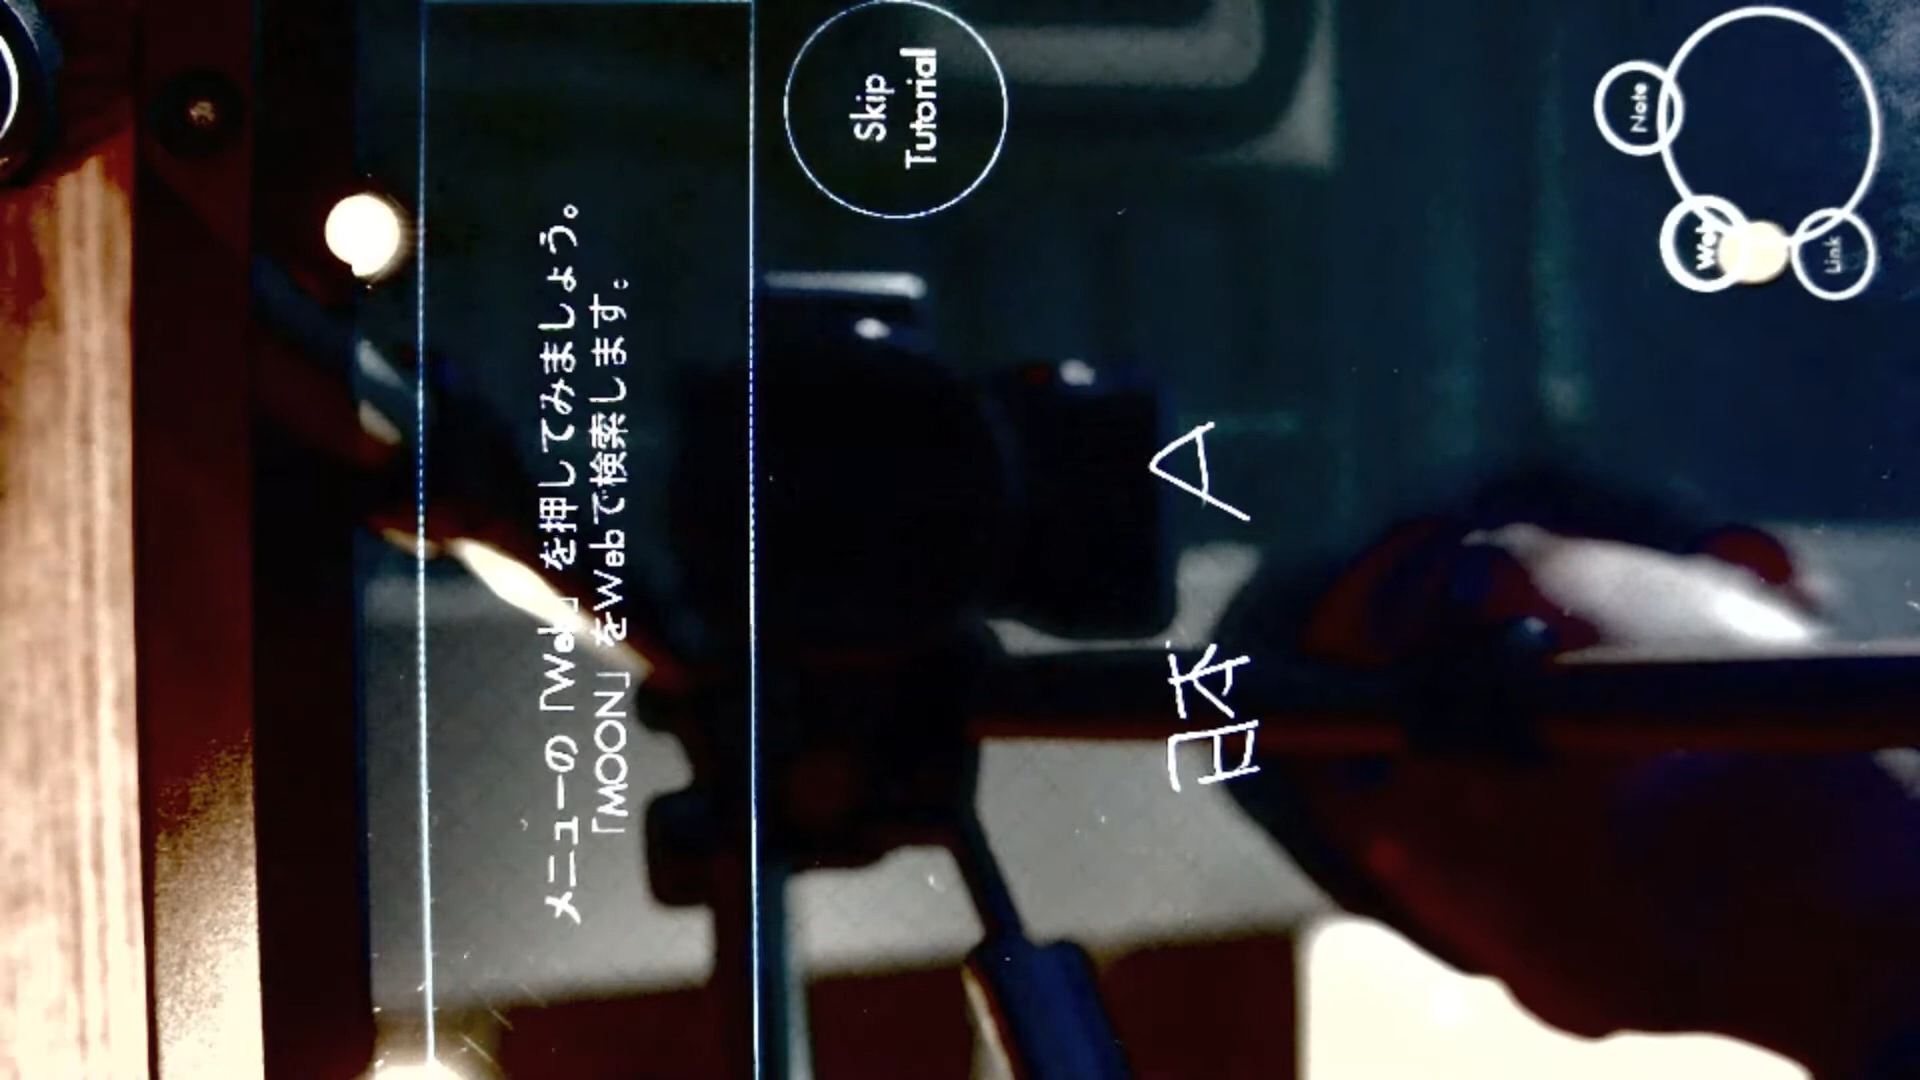 メニューの「Web」を押してみましょう。
「MOON」をWebで検索します。
Skip
Tutorial
日本 A
Note
Web
Link